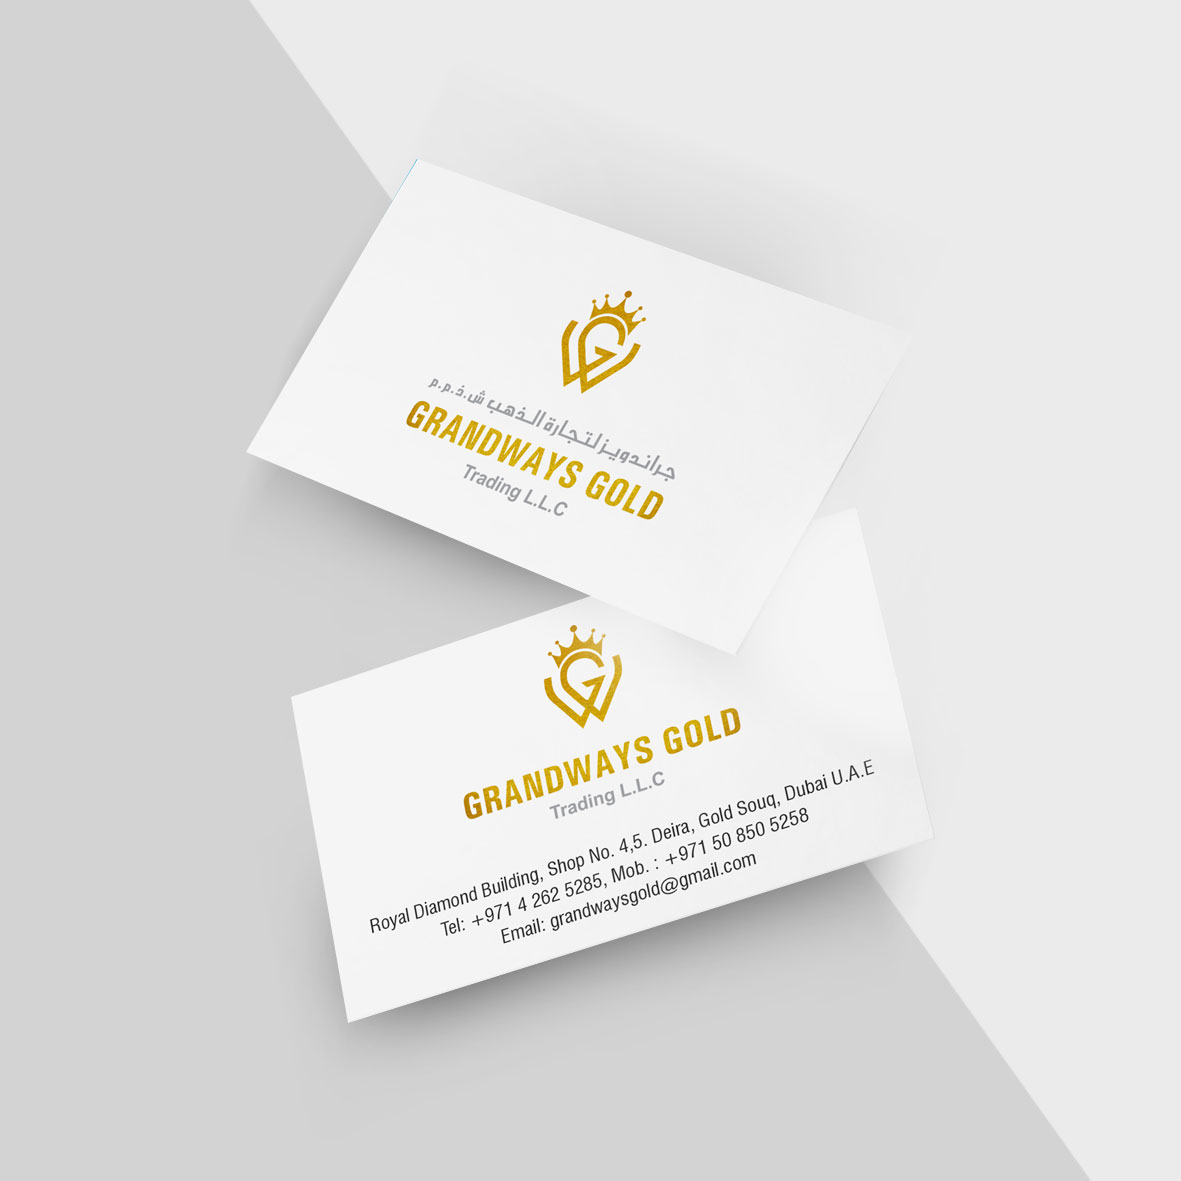 جراندويز لتجارة الذهب ش.ذ.م.م
GRANDWAYS GOLD
Trading L.L.C
GRANDWAYS GOLD
Trading L.L.C
Royal Diamond Building, Shop No. 4,5. Deira, Gold Souq, Dubai U.A.E
Tel: +971 4 262 5285, Mob. : +971 50 850 5258
Email: grandwaysgold@gmail.com